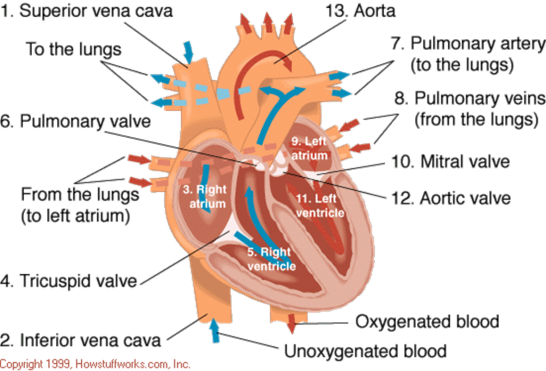 1. Superior vena cava
13. Aorta
To the lungs
7. Pulmonary artery
(to the lungs)
8. Pulmonary veins
(from the lungs)
6. Pulmonary valve
9. Left
atrium
10. Mitral valve
From the lungs
(to left atrium)
3. Right
atrium
11. Left
ventricle
12. Aortic valve
5. Right
ventricle
4. Tricuspid valve
2. Inferior vena cava
Oxygenated blood
Unoxygenated blood
Copyright 1999, Howstuffworks.com, Inc.